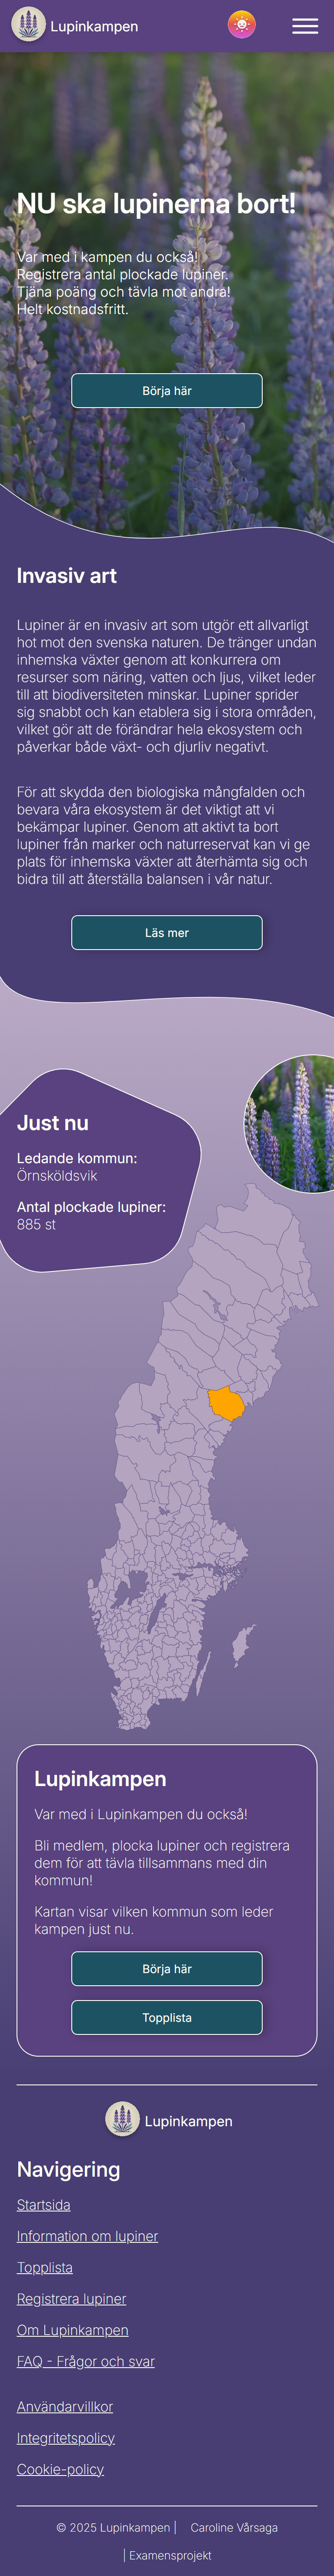 Lupinkampen
NU ska lupinerna bort!
Var med i kampen du också!
Registrera antal plockade lupiner.
Tjäna poäng och tävla mot andra!
Helt kostnadsfritt.
Börja här
Invasiv art
Lupiner är en invasiv art som utgör ett allvarligt
hot mot den svenska naturen. De tränger undan
inhemska växter genom att konkurrera om
resurser som näring, vatten och ljus, vilket leder
till att biodiversiteten minskar. Lupiner sprider
sig snabbt och kan etablera sig i stora områden,
vilket gör att de förändrar hela ekosystem och
påverkar både växt- och djurliv negativt.
För att skydda den biologiska mångfalden och
bevara våra ekosystem är det viktigt att vi
bekämpar lupiner. Genom att aktivt ta bort
lupiner från marker och naturreservat kan vi ge
plats för inhemska växter att återhämta sig och
bidra till att återställa balansen i vår natur.
Läs mer
Just nu
Ledande kommun:
Örnsköldsvik
Antal plockade lupiner:
885 st
Lupinkampen
Var med i Lupinkampen du också!
Bli medlem, plocka lupiner och registrera
dem för att tävla tillsammans med din
kommun!
Kartan visar vilken kommun som leder
kampen just nu.
Börja här
Topplista
Lupinkampen
Navigering
Startsida
Information om lupiner
Topplista
Registrera lupiner
Om Lupinkampen
FAQ - Frågor och svar
Användarvillkor
Integritetspolicy
Cookie-policy
© 2025 Lupinkampen | Caroline Vårsaga
| Examensprojekt